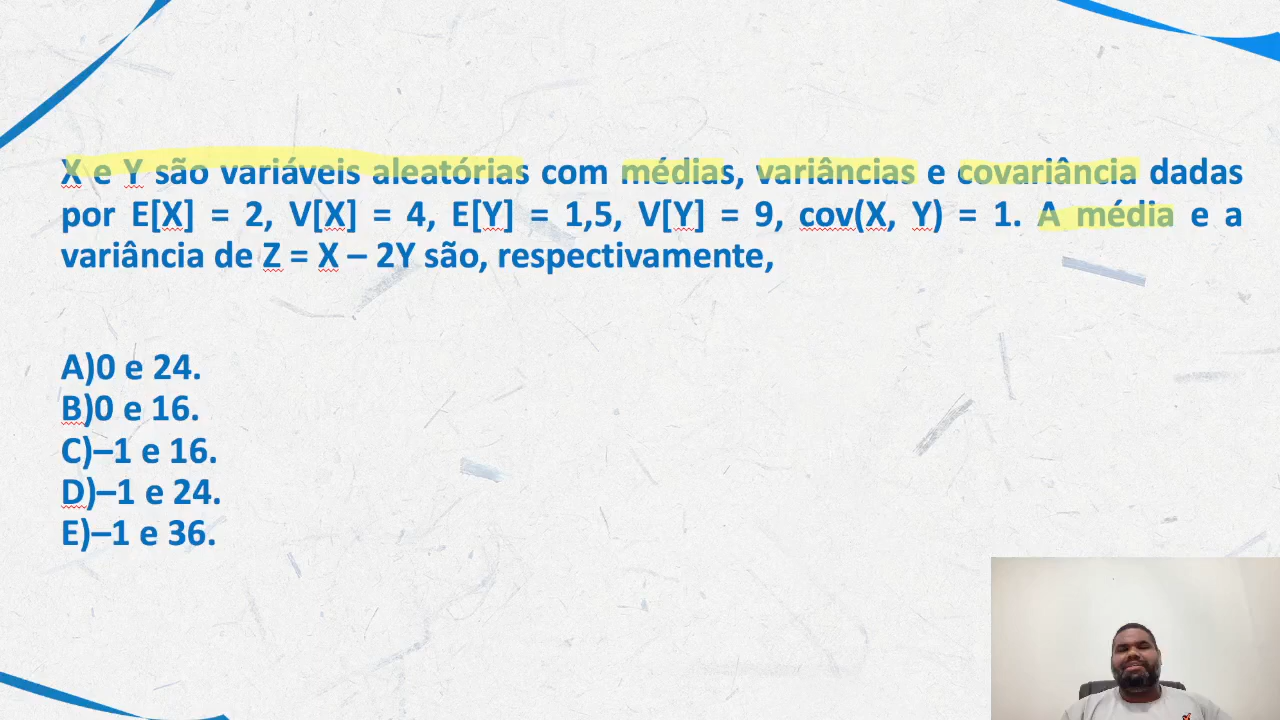 X e Y são variáveis aleatórias com médias, variâncias e covariância dadas
por E[X] = 2, V[X] = 4, E[Y] = 1,5, V[Y] = 9, cov(X, Y) = 1. A média e a
variância de Z = X – 2Y são, respectivamente,
A)0 e 24.
B)0 e 16.
C)–1 e 16.
D)–1 e 24.
E)–1 e 36.